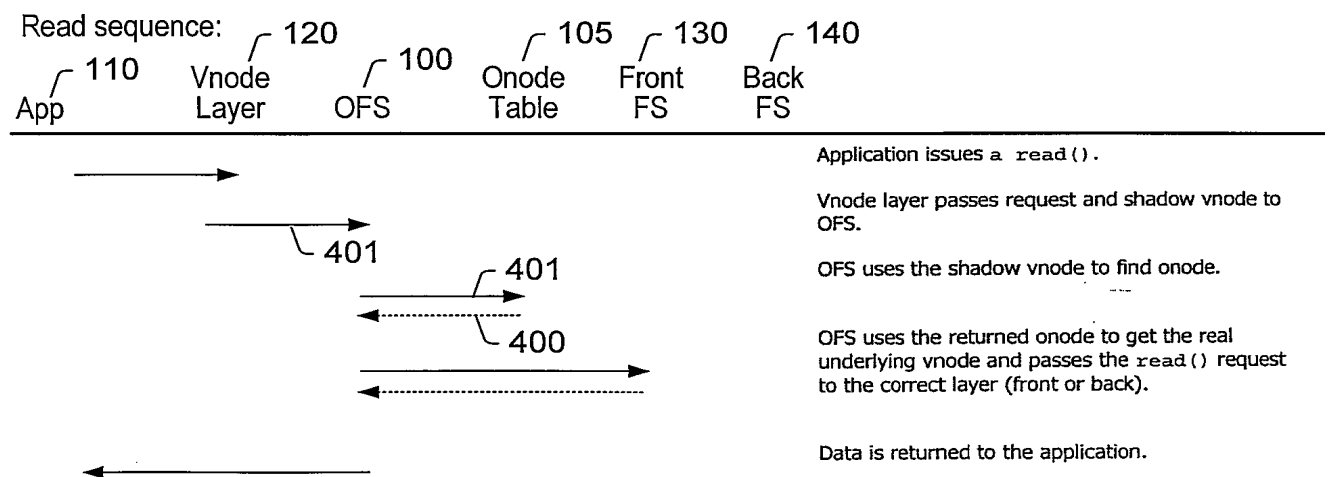 Read sequence:
120
105
130
140
110
100
Vnode
Onode
Front
Back
App
Layer
OFS
Table
FS
FS
Application issues a read().
Vnode layer passes request and shadow vnode to
OFS.
401
OFS uses the shadow vnode to find onode.
401
400
OFS uses the returned onode to get the real
underlying vnode and passes the read() request
to the correct layer (front or back).
Data is returned to the application.